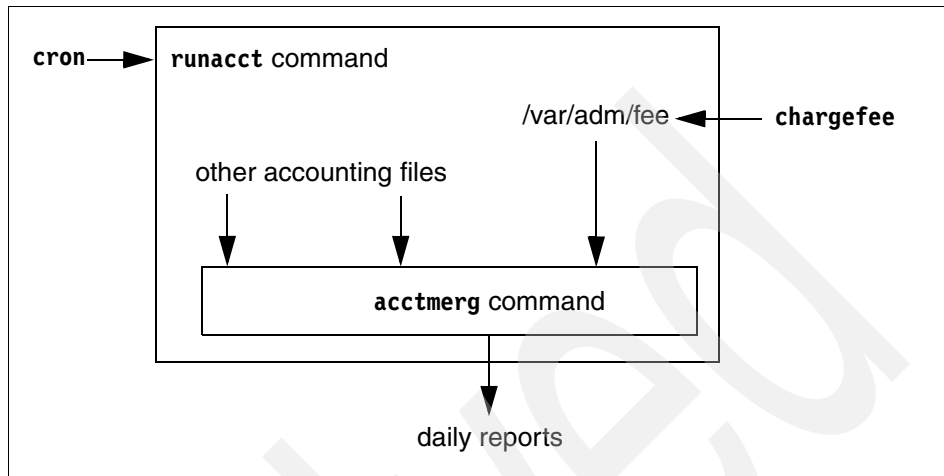 cron
runacct command
/var/adm/fee
chargefee
other accounting files
acctmerg command
daily reports